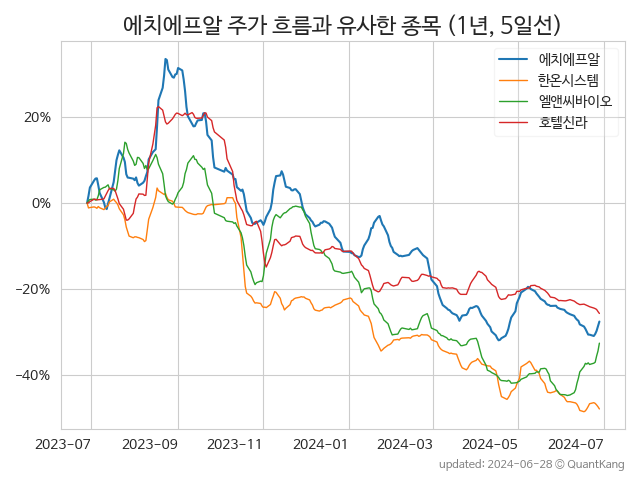 에치에프알 주가 흐름과 유사한 종목 (1년, 5일선)
에치에프알
한온시스템
엘앤씨바이오
호텔신라
20%
0%
−20%
−40%
2023-07
2023-09
2023-11
2024-01
2024-03
2024-05
2024-07
updated: 2024-06-28 © QuantKang